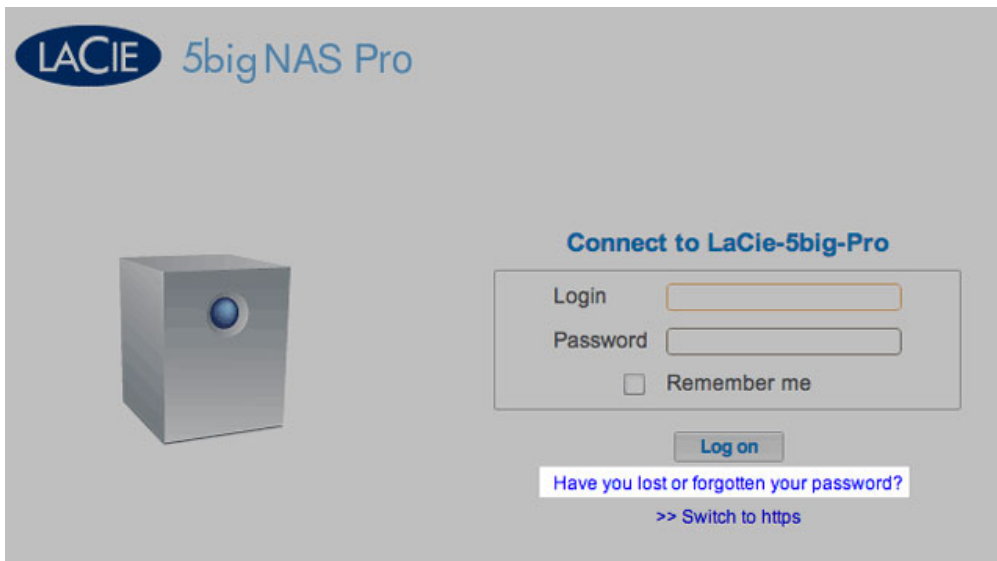 LACIE 5big NAS Pro
Connect to LaCie-5big-Pro
Login
Password
Remember me
Log on
Have you lost or forgotten your password?
>> Switch to https